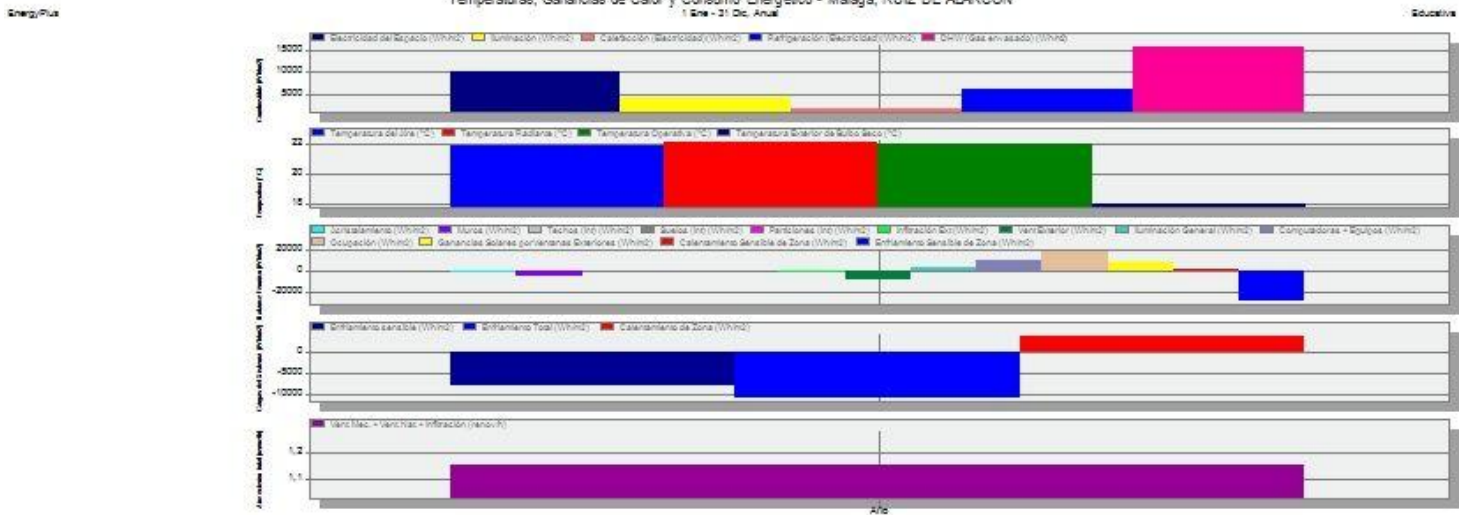 Temperaturas, Ganancias de Calor y Consumo Energético - Málaga, RUIZ DE ALARCÓN
EnergyPlus
1 Ene - 31 Dic, Anual
Educativa
Electricidad del Espacio (Wh/m2) Iluminación (Wh/m2) Calefacción (Electricidad) (Wh/m2) Refrigeración (Electricidad) (Wh/m2) DHW (Gas envasado) (Wh/m2)
15000
10000
5000
Temperatura del Aire (°C) Temperatura Radiante (°C) Temperatura Operativa (°C) Temperatura Exterior de Bulbo Seco (°C)
Temperatura (°C)
22
20
18
Acristalamiento (Wh/m2) Muros (Wh/m2) Techos (Int) (Wh/m2) Suelos (Int) (Wh/m2) Particiones (Int) (Wh/m2) Infiltración Ext (Wh/m2) Vent Exterior (Wh/m2) Iluminación General (Wh/m2) Computadoras + Equipos (Wh/m2)
Ocupación (Wh/m2) Ganancias Solares por Ventanas Exteriores (Wh/m2) Calentamiento Sensible de Zona (Wh/m2) Enfriamiento Sensible de Zona (Wh/m2)
20000
0
-20000
Enfriamiento sensible (Wh/m2) Enfriamiento Total (Wh/m2) Calentamiento de Zona (Wh/m2)
0
-5000
-10000
Vent Mec. + Vent Nat + Infiltración (renov/h)
1,2
1,1
Año